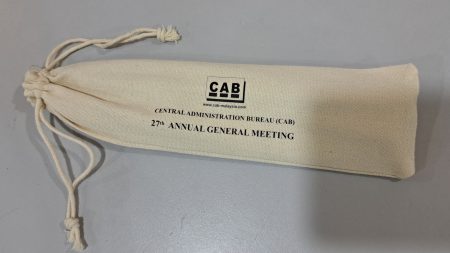 CAB
www.cab-malaysia.com
CENTRAL ADMINISTRATION BUREAU (CAB)
27th ANNUAL GENERAL MEETING